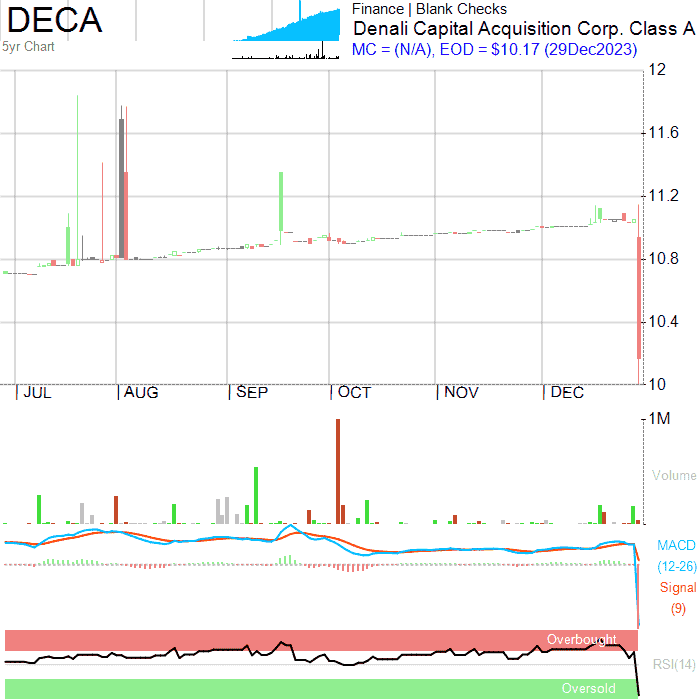 DECA
5yr Chart
Finance | Blank Checks
Denali Capital Acquisition Corp. Class A
MC = (N/A), EOD = $10.17 (29Dec2023)
12
11.6
11.2
10.8
10.4
10
JUL AUG SEP OCT NOV DEC
1M
Volume
MACD
(12-26)
Signal
(9)
Overbought
RSI(14)
Oversold